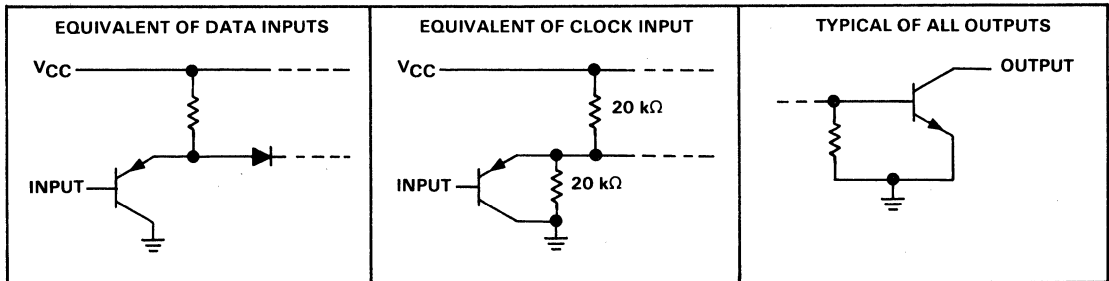 EQUIVALENT OF DATA INPUTS
VCC
INPUT
EQUIVALENT OF CLOCK INPUT
VCC
20 kΩ
INPUT
20 kΩ
TYPICAL OF ALL OUTPUTS
OUTPUT